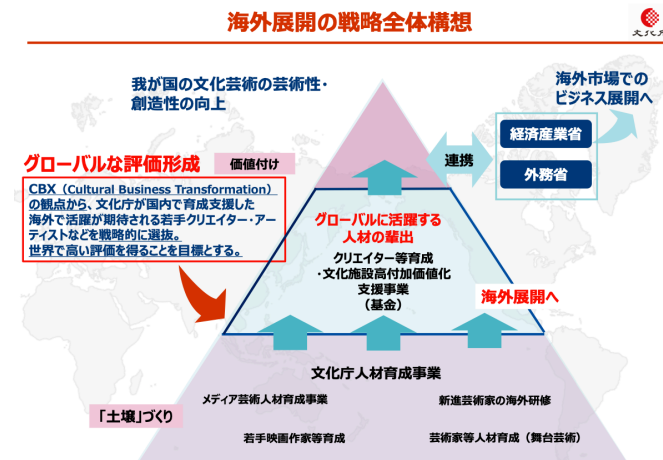 海外展開の戦略全体構想
我が国の文化芸術の芸術性・
創造性の向上
海外市場での
ビジネス展開へ
経済産業省
連携
外務省
グローバルな評価形成
価値付け
CBX（Cultural Business Transformation）
の観点から、文化庁が国内で育成支援した
海外で活躍が期待される若手クリエイター・アー
ティストなどを戦略的に選抜。
世界で高い評価を得ることを目標とする。
グローバルに活躍する
人材の輩出
クリエイター等育成
・文化施設高付加価値化
支援事業
（基金）
海外展開へ
文化庁人材育成事業
メディア芸術人材育成事業
新進芸術家の海外研修
「土壌」づくり
若手映画作家等育成
芸術家等人材育成（舞台芸術）